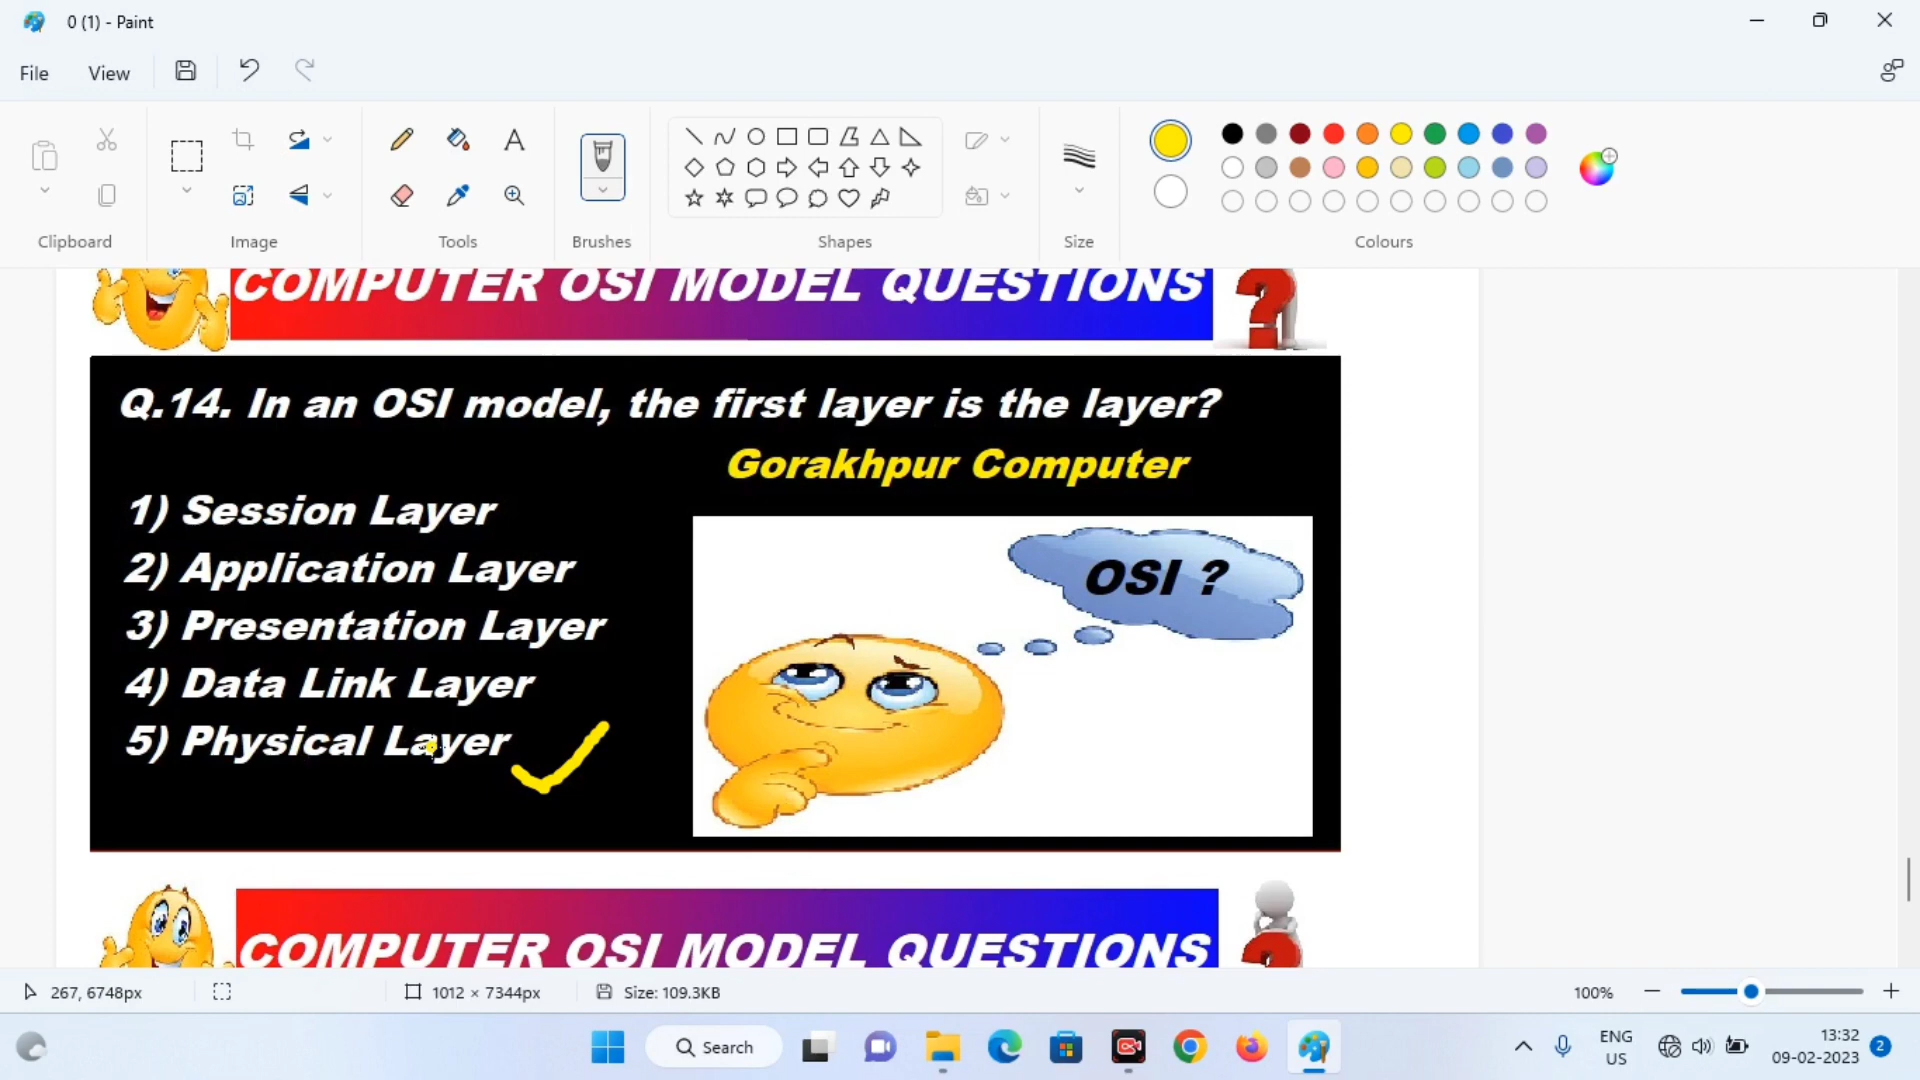 0 (1) - Paint
File View
Clipboard Image Tools Brushes Shapes Size Colours
COMPUTER OSI MODEL QUESTIONS
Q.14. In an OSI model, the first layer is the layer?
Gorakhpur Computer
1) Session Layer
2) Application Layer
3) Presentation Layer
4) Data Link Layer
5) Physical Layer
OSI ?
COMPUTER OSI MODEL QUESTIONS
267, 6748px 1012 × 7344px Size: 109.3KB 100%
Search
ENG
US
13:32
09-02-2023
2